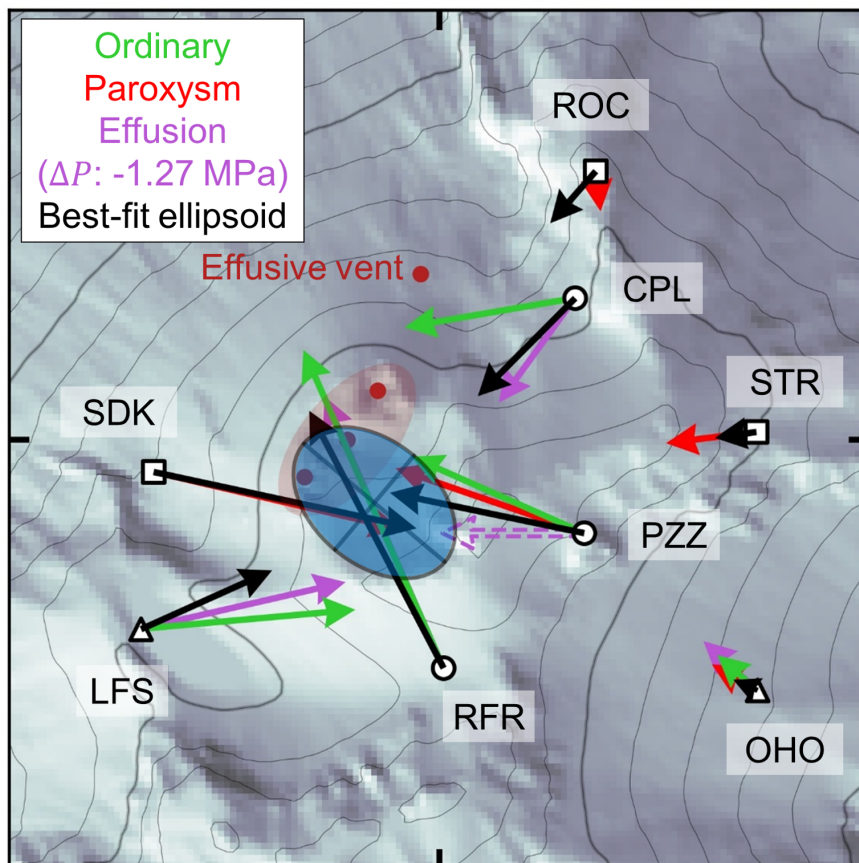 Ordinary
Paroxysm
Effusion
(ΔP: -1.27 MPa)
Best-fit ellipsoid
ROC
Effusive vent
CPL
STR
SDK
PZZ
LFS
RFR
OHO